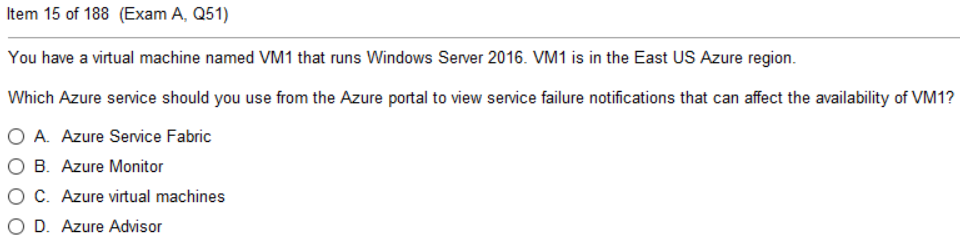 Item 15 of 188 (Exam A, Q51)
You have a virtual machine named VM1 that runs Windows Server 2016. VM1 is in the East US Azure region.
Which Azure service should you use from the Azure portal to view service failure notifications that can affect the availability of VM1?
A. Azure Service Fabric
B. Azure Monitor
C. Azure virtual machines
D. Azure Advisor